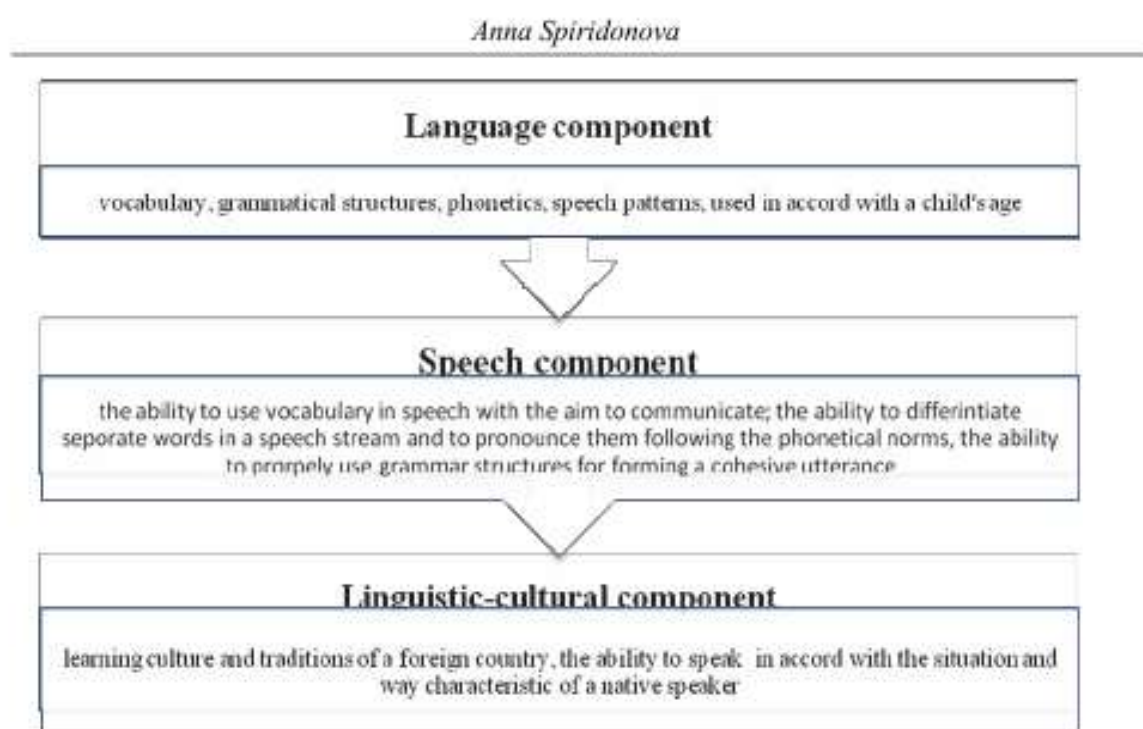 Anna Spiridonova
Language component
vocabulary, grammatical structures, phonetics, speech patterns, used in accord with a child's age
Speech component
the ability to use vocabulary in speech with the aim to communicate; the ability to differintiate
seporate words in a speech stream and to pronounce them following the phonetical norms, the ability
to prorpely use grammar structures for forming a cohesive utterance
Linguistic-cultural component
learning culture and traditions of a foreign country, the ability to speak in accord with the situation and
way characteristic of a native speaker